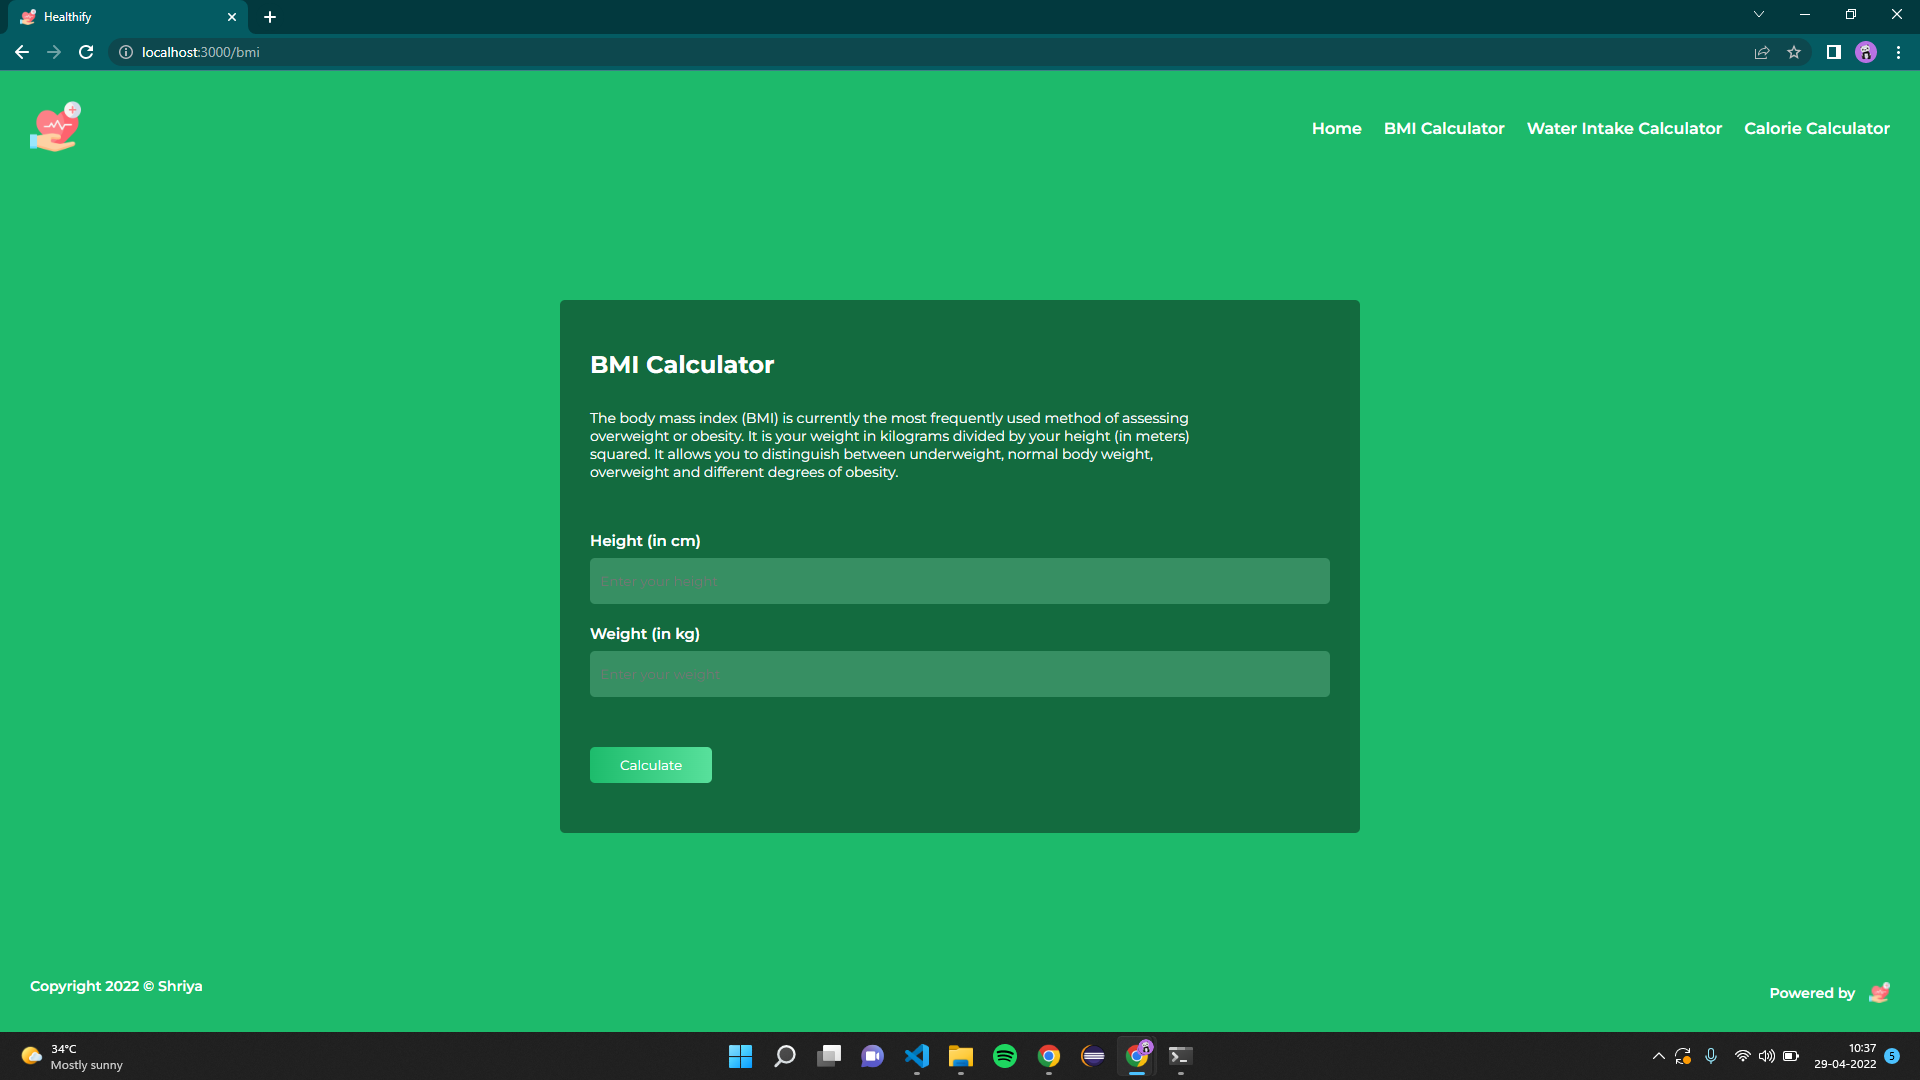 Healthify
localhost:3000/bmi
Home BMI Calculator Water Intake Calculator Calorie Calculator
BMI Calculator
The body mass index (BMI) is currently the most frequently used method of assessing
overweight or obesity. It is your weight in kilograms divided by your height (in meters)
squared. It allows you to distinguish between underweight, normal body weight,
overweight and different degrees of obesity.
Height (in cm)
Enter your height
Weight (in kg)
Enter your weight
Calculate
Copyright 2022 © Shriya
Powered by
34°C
Mostly sunny
10:37
29-04-2022
5